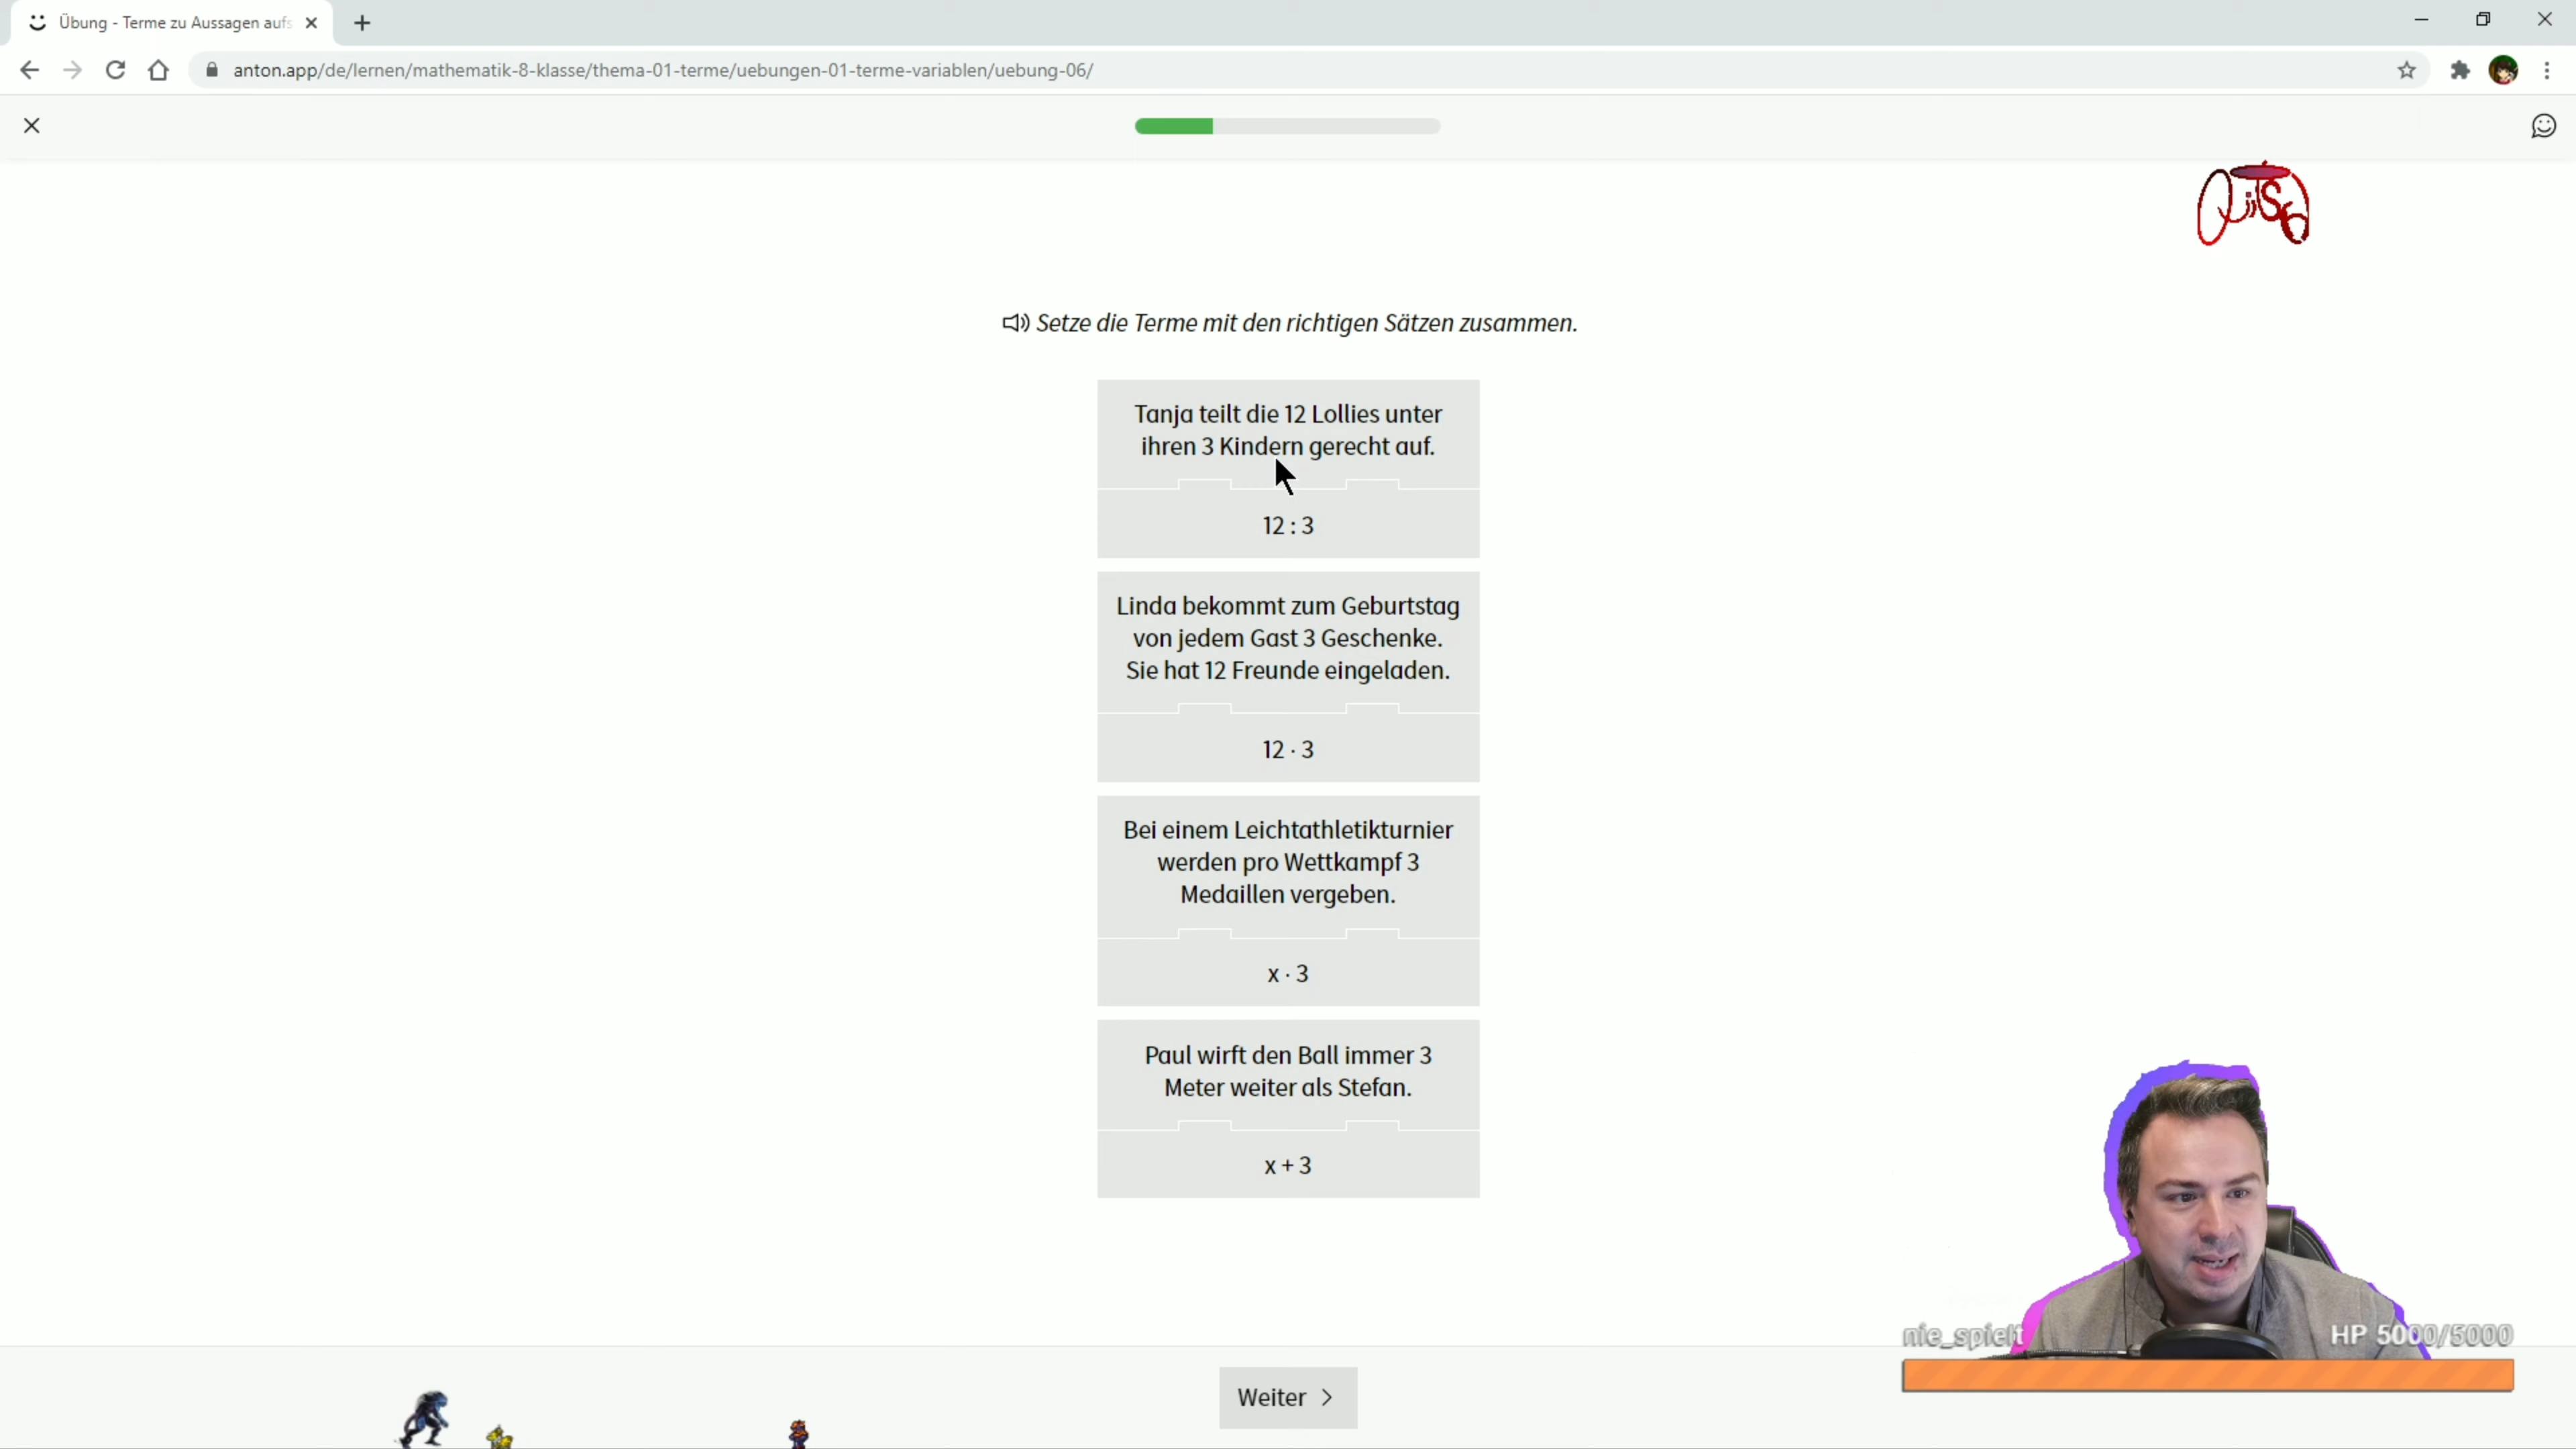 Übung - Terme zu Aussagen aufs
anton.app/de/lernen/mathematik-8-klasse/thema-01-terme/uebungen-01-terme-variablen/uebung-06/
Setze die Terme mit den richtigen Sätzen zusammen.
Tanja teilt die 12 Lollies unter
ihren 3 Kindern gerecht auf.
12 : 3
Linda bekommt zum Geburtstag
von jedem Gast 3 Geschenke.
Sie hat 12 Freunde eingeladen.
12 · 3
Bei einem Leichtathletikturnier
werden pro Wettkampf 3
Medaillen vergeben.
x · 3
Paul wirft den Ball immer 3
Meter weiter als Stefan.
x + 3
nie_spielt
HP 5000/5000
Weiter